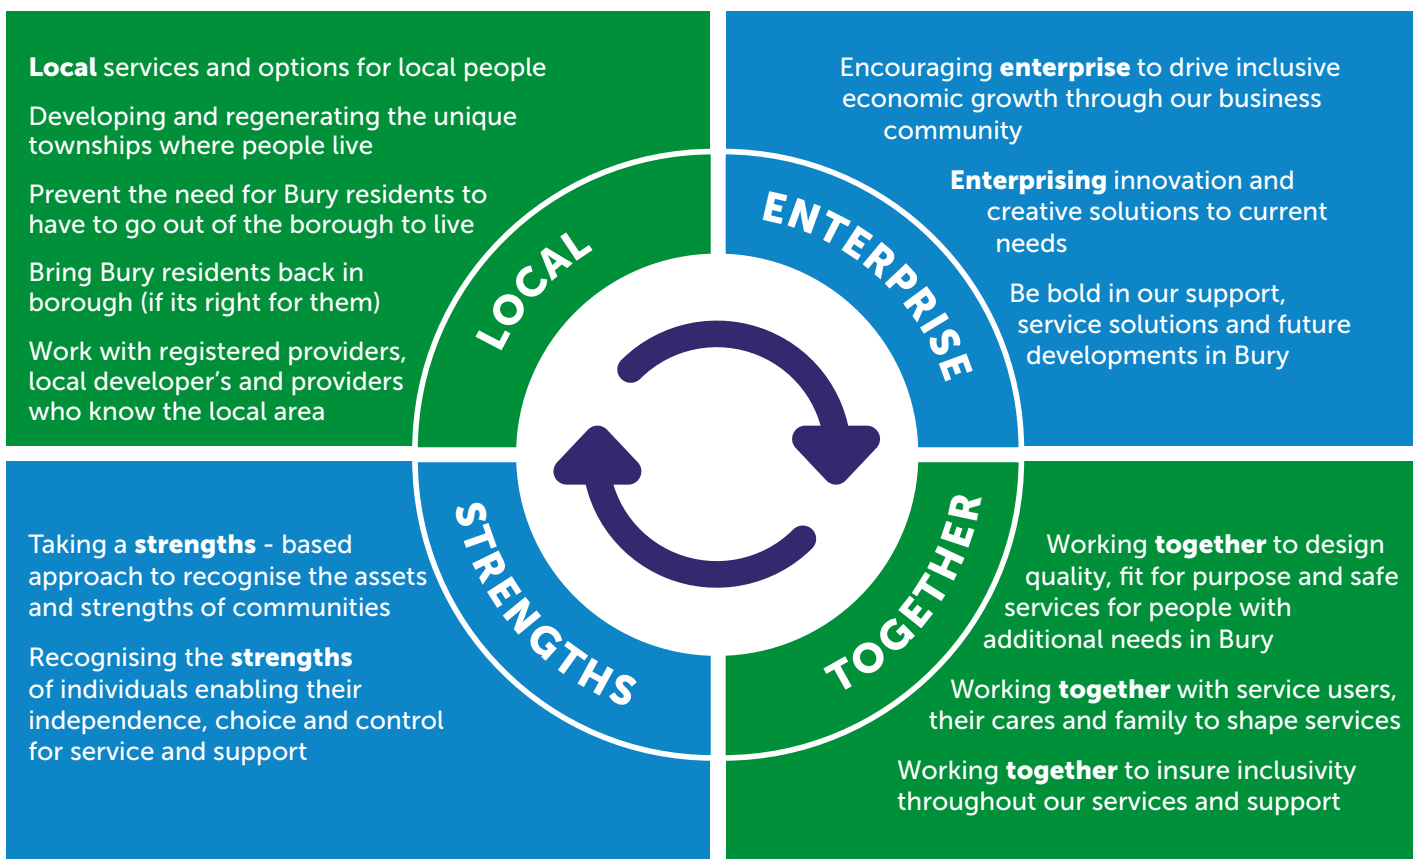 Local services and options for local people
Developing and regenerating the unique
townships where people live
Prevent the need for Bury residents to
have to go out of the borough to live
Bring Bury residents back in
borough (if its right for them)
Work with registered providers,
local developer's and providers
who know the local area
LOCAL
Encouraging enterprise to drive inclusive
economic growth through our business
community
Enterprising innovation and
creative solutions to current
needs
Be bold in our support,
service solutions and future
developments in Bury
ENTERPRISE
Taking a strengths - based
approach to recognise the assets
and strengths of communities
Recognising the strengths
of individuals enabling their
independence, choice and control
for service and support
STRENGTHS
Working together to design
quality, fit for purpose and safe
services for people with
additional needs in Bury
Working together with service users,
their cares and family to shape services
Working together to insure inclusivity
throughout our services and support
TOGETHER